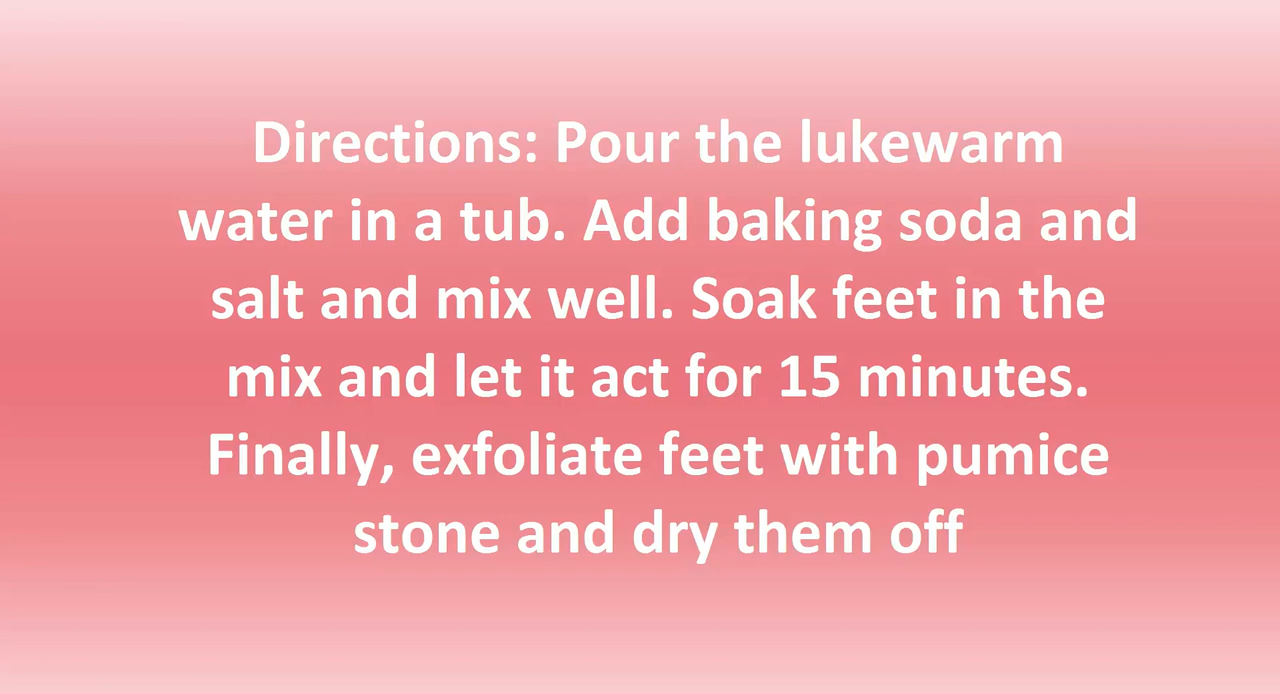 Directions: Pour the lukewarm
water in a tub. Add baking soda and
salt and mix well. Soak feet in the
mix and let it act for 15 minutes.
Finally, exfoliate feet with pumice
stone and dry them off